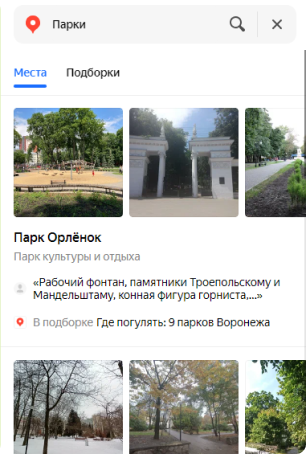 Парки
Места Подборки
Парк Орлёнок
Парк культуры и отдыха
«Рабочий фонтан, памятники Троепольскому и
Мандельштаму, конная фигура горниста,...»
В подборке Где погулять: 9 парков Воронежа